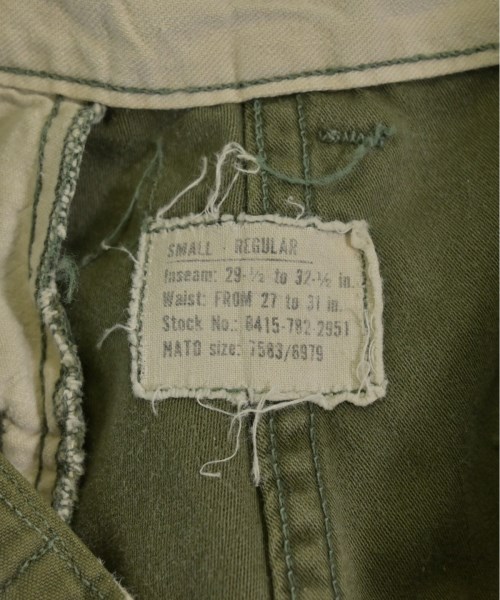 SMALL - REGULAR
Inseam: 29-½ to 32-½ in.
Waist: FROM 27 to 31 in.
Stock No.: 8415-782-2951
NATO size: 7583/6979